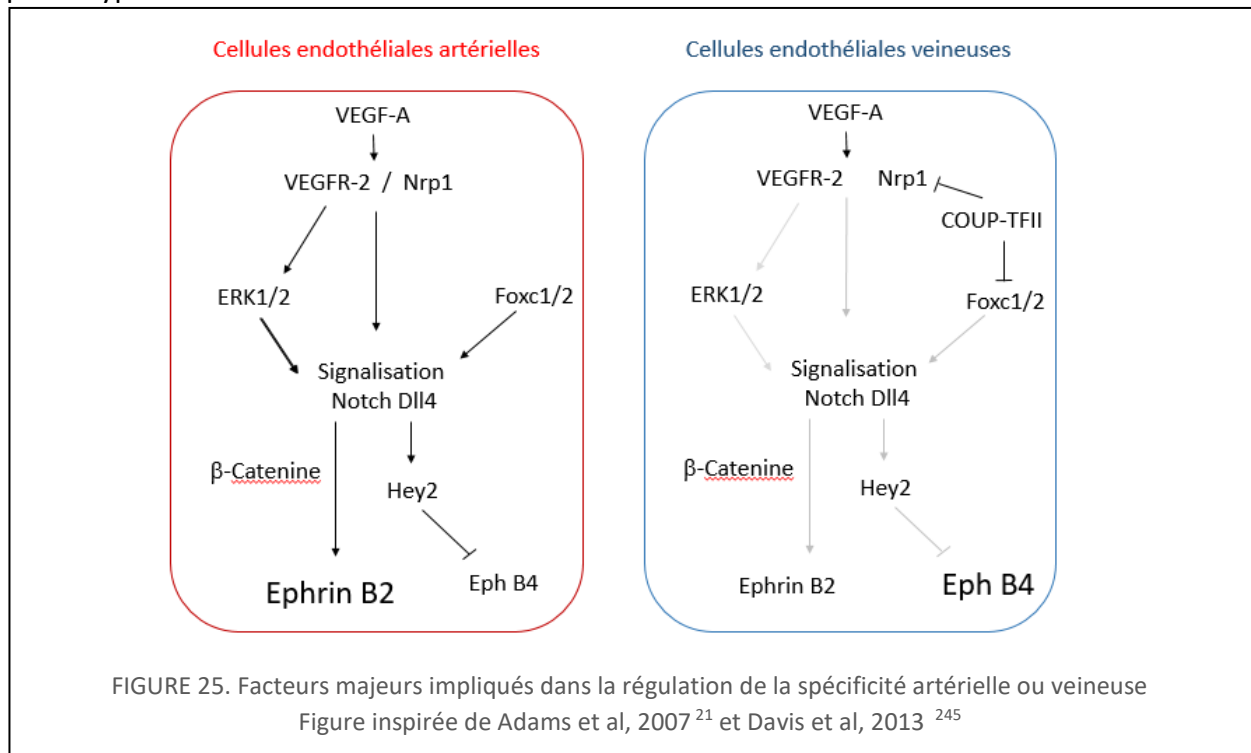 Cellules endothéliales artérielles
VEGF-A
VEGFR-2 / Nrp1
ERK1/2
Foxc1/2
Signalisation
Notch Dll4
β-Catenine
Hey2
Ephrin B2
Eph B4
Cellules endothéliales veineuses
VEGF-A
VEGFR-2 Nrp1
COUP-TFII
ERK1/2
Foxc1/2
Signalisation
Notch Dll4
β-Catenine
Hey2
Ephrin B2
Eph B4
FIGURE 25. Facteurs majeurs impliqués dans la régulation de la spécificité artérielle ou veineuse
Figure inspirée de Adams et al, 2007 21 et Davis et al, 2013 245